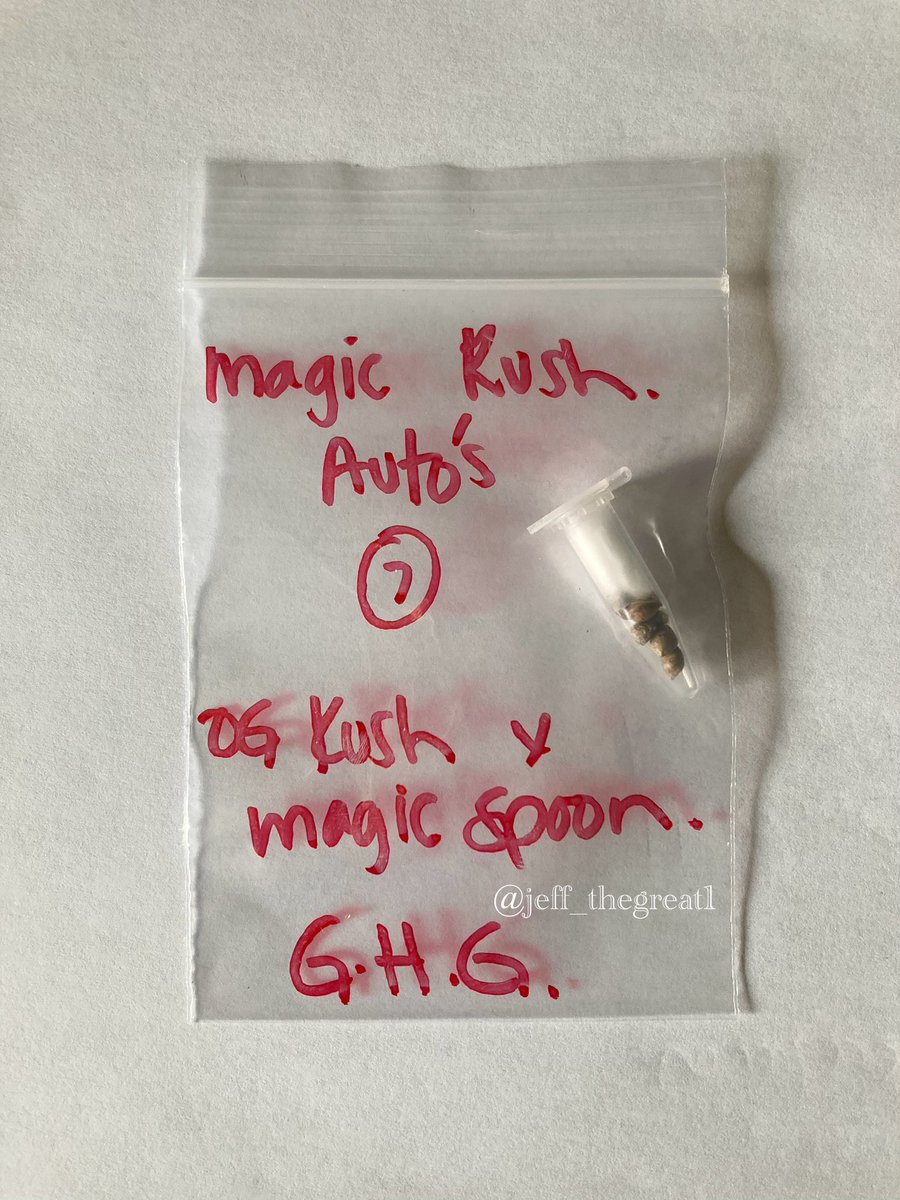 magic Kush.
Auto's
7
OG Kush x
magic spoon.
@jeff_thegreat1
G.H.G.